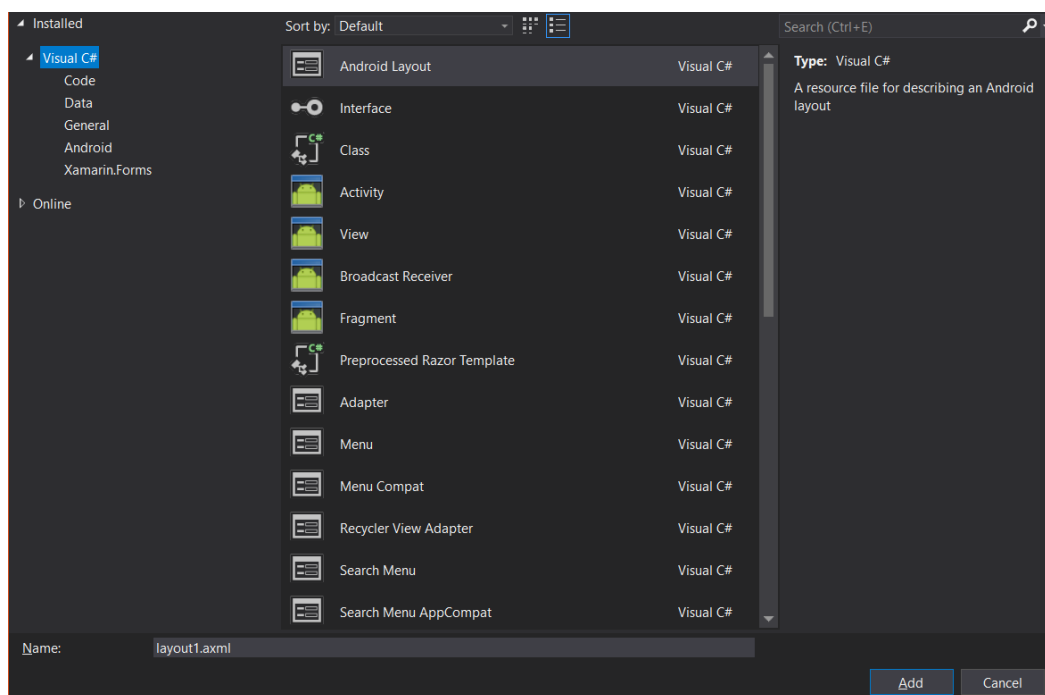 Installed
Visual C#
Code
Data
General
Android
Xamarin.Forms
Online
Sort by: Default
Android Layout Visual C#
Interface Visual C#
C# Class Visual C#
Activity Visual C#
View Visual C#
Broadcast Receiver Visual C#
Fragment Visual C#
C# Preprocessed Razor Template Visual C#
Adapter Visual C#
Menu Visual C#
Menu Compat Visual C#
Recycler View Adapter Visual C#
Search Menu Visual C#
Search Menu AppCompat Visual C#
Search (Ctrl+E)
Type: Visual C#
A resource file for describing an Android
layout
Name: layout1.axml
Add Cancel